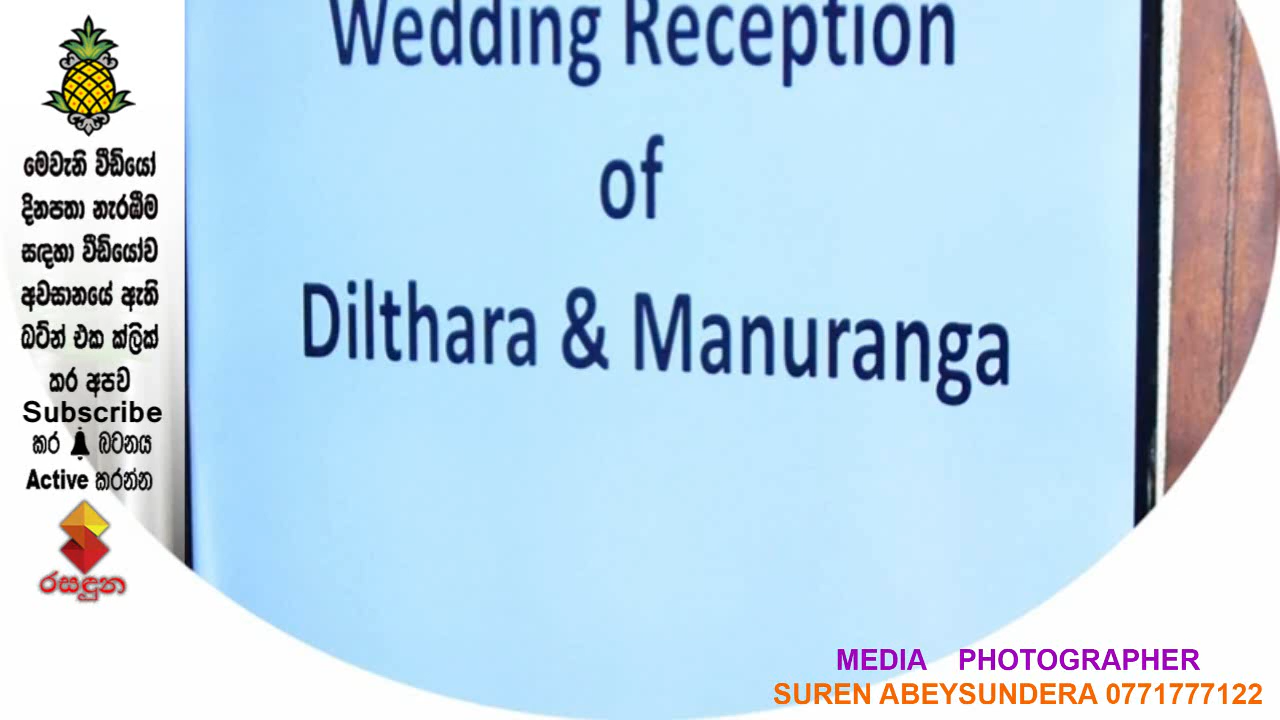 Wedding Reception
of
Dilthara & Manuranga
මෙවැනි වීඩියෝ
දිනපතා නැරඹීම
සඳහා වීඩියෝව
අවසානයේ ඇති
බටන් එක ක්ලික්
කර අපව
Subscribe
කර බටනය
Active කරන්න
රසඳුන
MEDIA PHOTOGRAPHER
SUREN ABEYSUNDERA 0771777122